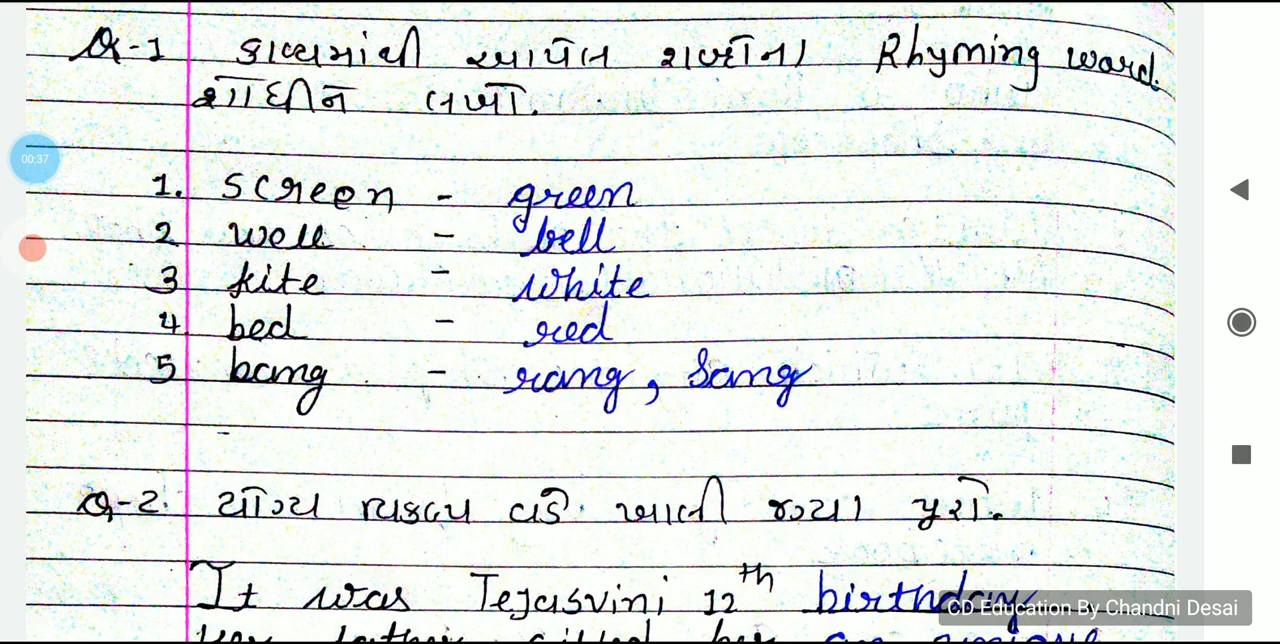 Q-1 કાવ્યમાંથી આપેલ શબ્દોના Rhyming word
શોધીને લખો.
00:37
1. screen - green
2 well - bell
3 kite - white
4 bed - red
5 bang - rang, Sang
Q-2. યોગ્ય વિકલ્પ વડે ખાલી જગ્યા પુરો.
It was Tejasvini 12th birthday
CD Education By Chandni Desai